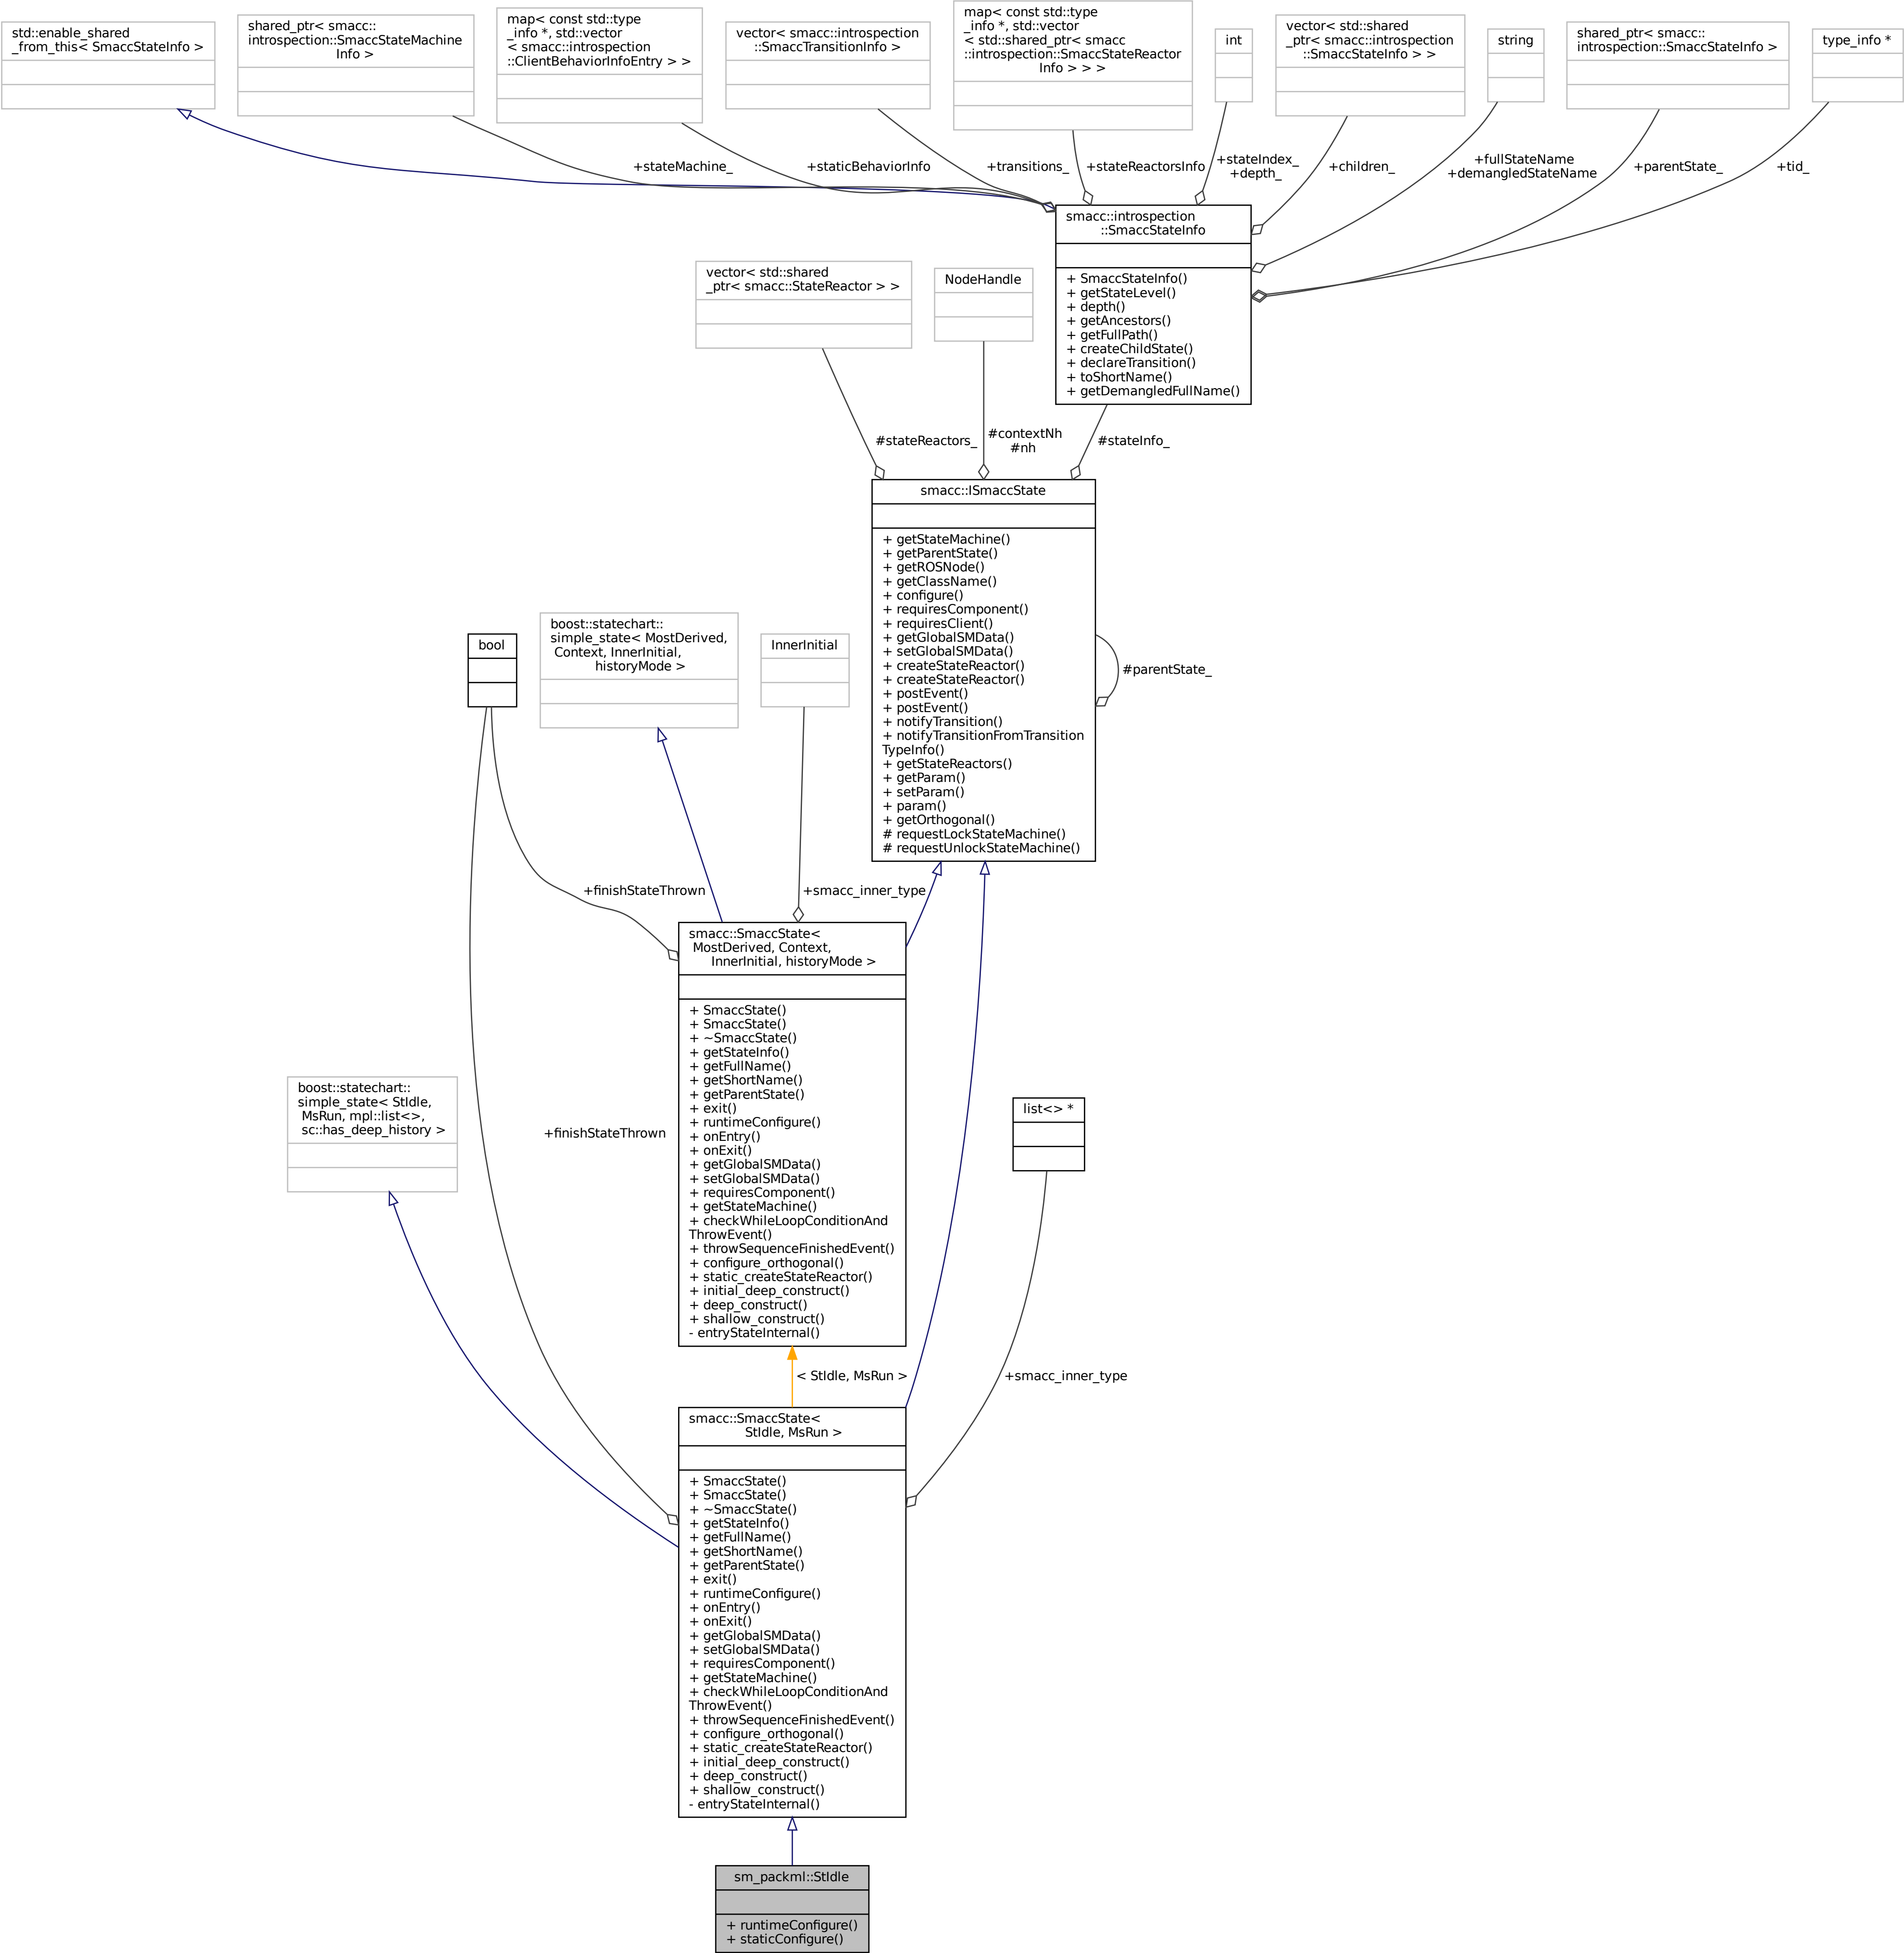 std::enable_shared
_from_this< SmaccStateInfo >
shared_ptr< smacc::
introspection::SmaccStateMachine
Info >
map< const std::type
_info *, std::vector
< smacc::introspection
::ClientBehaviorInfoEntry > >
vector< smacc::introspection
::SmaccTransitionInfo >
map< const std::type
_info *, std::vector
< std::shared_ptr< smacc
::introspection::SmaccStateReactor
Info > > >
int
vector< std::shared
_ptr< smacc::introspection
::SmaccStateInfo > >
string
shared_ptr< smacc::
introspection::SmaccStateInfo >
type_info *
+stateMachine_
+staticBehaviorInfo
+transitions_
+stateReactorsInfo
+stateIndex_
+depth_
+children_
+fullStateName
+demangledStateName
+parentState_
+tid_
smacc::introspection
::SmaccStateInfo
+ SmaccStateInfo()
+ getStateLevel()
+ depth()
+ getAncestors()
+ getFullPath()
+ createChildState()
+ declareTransition()
+ toShortName()
+ getDemangledFullName()
vector< std::shared
_ptr< smacc::StateReactor > >
NodeHandle
#stateReactors_
#contextNh
#nh
#stateInfo_
smacc::ISmaccState
+ getStateMachine()
+ getParentState()
+ getROSNode()
+ getClassName()
+ configure()
+ requiresComponent()
+ requiresClient()
+ getGlobalSMData()
+ setGlobalSMData()
+ createStateReactor()
+ createStateReactor()
+ postEvent()
+ postEvent()
+ notifyTransition()
+ notifyTransitionFromTransition
TypeInfo()
+ getStateReactors()
+ getParam()
+ setParam()
+ param()
+ getOrthogonal()
# requestLockStateMachine()
# requestUnlockStateMachine()
#parentState_
bool
boost::statechart::
simple_state< MostDerived,
Context, InnerInitial,
historyMode >
InnerInitial
+finishStateThrown
+smacc_inner_type
smacc::SmaccState<
MostDerived, Context,
InnerInitial, historyMode >
+ SmaccState()
+ SmaccState()
+ ~SmaccState()
+ getStateInfo()
+ getFullName()
+ getShortName()
+ getParentState()
+ exit()
+ runtimeConfigure()
+ onEntry()
+ onExit()
+ getGlobalSMData()
+ setGlobalSMData()
+ requiresComponent()
+ getStateMachine()
+ checkWhileLoopConditionAnd
ThrowEvent()
+ throwSequenceFinishedEvent()
+ configure_orthogonal()
+ static_createStateReactor()
+ initial_deep_construct()
+ deep_construct()
+ shallow_construct()
- entryStateInternal()
boost::statechart::
simple_state< StIdle,
MsRun, mpl::list<>,
sc::has_deep_history >
+finishStateThrown
list<> *
< StIdle, MsRun >
+smacc_inner_type
smacc::SmaccState<
StIdle, MsRun >
+ SmaccState()
+ SmaccState()
+ ~SmaccState()
+ getStateInfo()
+ getFullName()
+ getShortName()
+ getParentState()
+ exit()
+ runtimeConfigure()
+ onEntry()
+ onExit()
+ getGlobalSMData()
+ setGlobalSMData()
+ requiresComponent()
+ getStateMachine()
+ checkWhileLoopConditionAnd
ThrowEvent()
+ throwSequenceFinishedEvent()
+ configure_orthogonal()
+ static_createStateReactor()
+ initial_deep_construct()
+ deep_construct()
+ shallow_construct()
- entryStateInternal()
sm_packml::StIdle
+ runtimeConfigure()
+ staticConfigure()